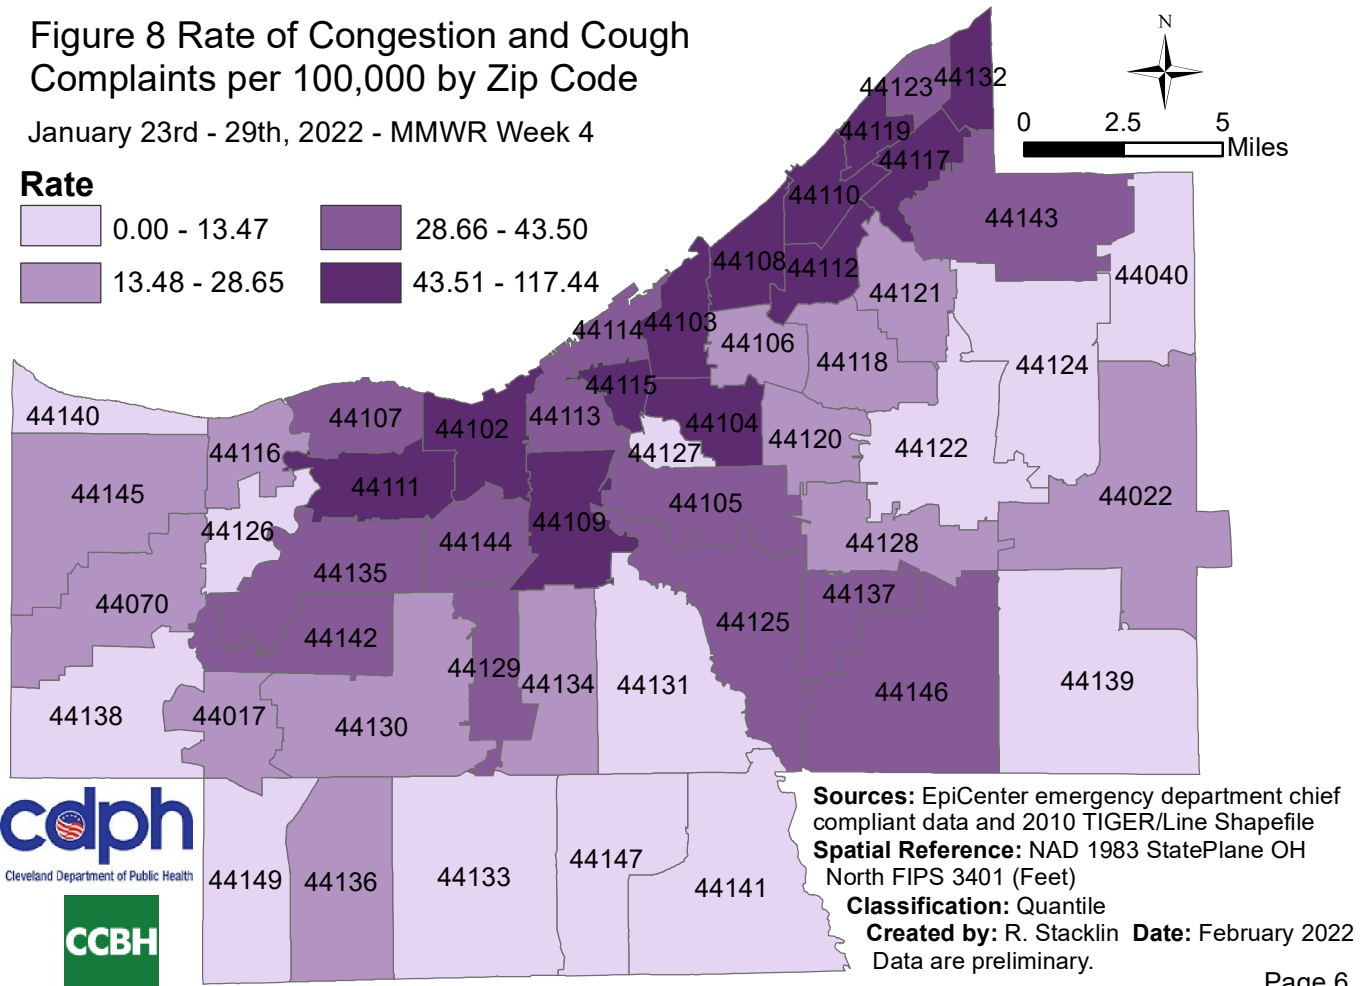 Figure 8 Rate of Congestion and Cough
Complaints per 100,000 by Zip Code
January 23rd - 29th, 2022 - MMWR Week 4
Rate
0.00 - 13.47
28.66 - 43.50
13.48 - 28.65
43.51 - 117.44
N
0 2.5 5
Miles
44132
44123
44119
44117
44110
44143
44108
44112
44040
44121
44114
44103
44106
44118
44124
44115
44140
44107
44102
44113
44104
44120
44122
44116
44127
44145
44111
44105
44022
44126
44109
44144
44128
44135
44070
44137
44142
44125
44129
44134
44131
44146
44139
44138
44017
44130
44149
44136
44133
44147
44141
cdph
Cleveland Department of Public Health
CCBH
Sources: EpiCenter emergency department chief
compliant data and 2010 TIGER/Line Shapefile
Spatial Reference: NAD 1983 StatePlane OH
North FIPS 3401 (Feet)
Classification: Quantile
Created by: R. Stacklin Date: February 2022
Data are preliminary.
Page 6